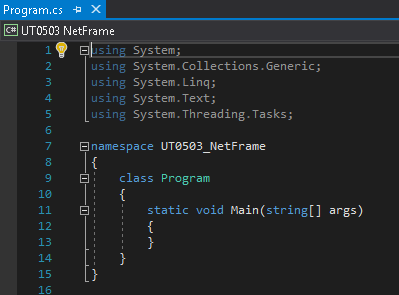 Program.cs
C# UT0503 NetFrame
1 using System;
2 using System.Collections.Generic;
3 using System.Linq;
4 using System.Text;
5 using System.Threading.Tasks;
6
7 namespace UT0503_NetFrame
8 {
9 class Program
10 {
11 static void Main(string[] args)
12 {
13 }
14 }
15 }
16